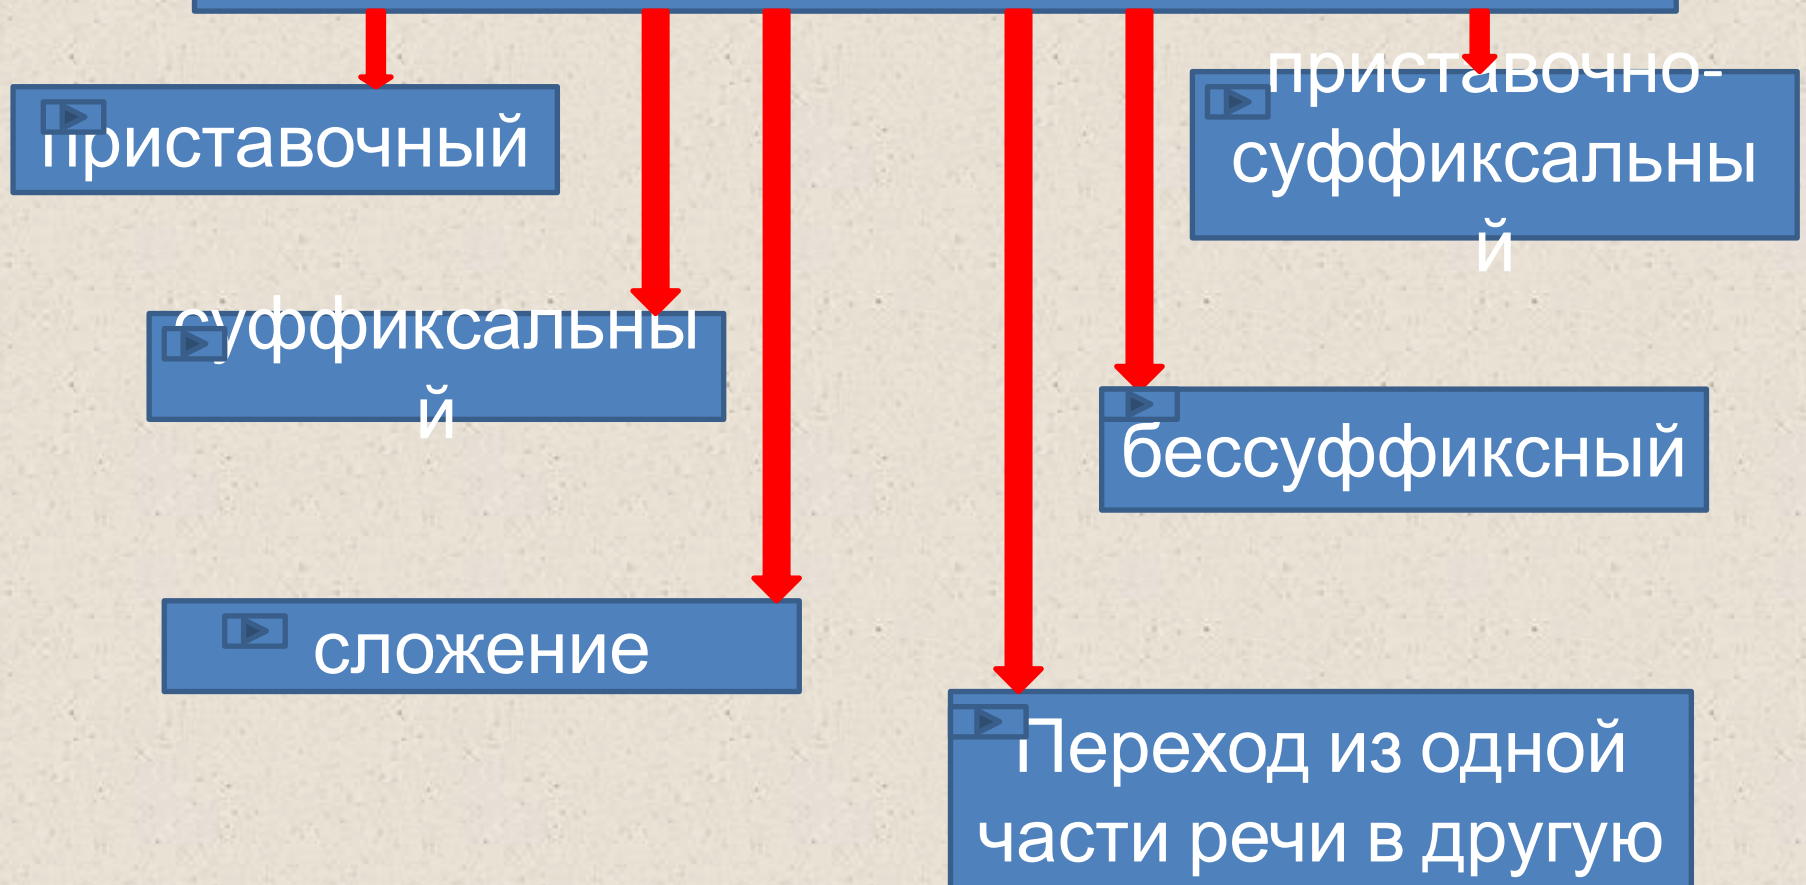 приставочный
приставочно-
суффиксальны
й
суффиксальны
й
бессуффиксный
сложение
Переход из одной
части речи в другую